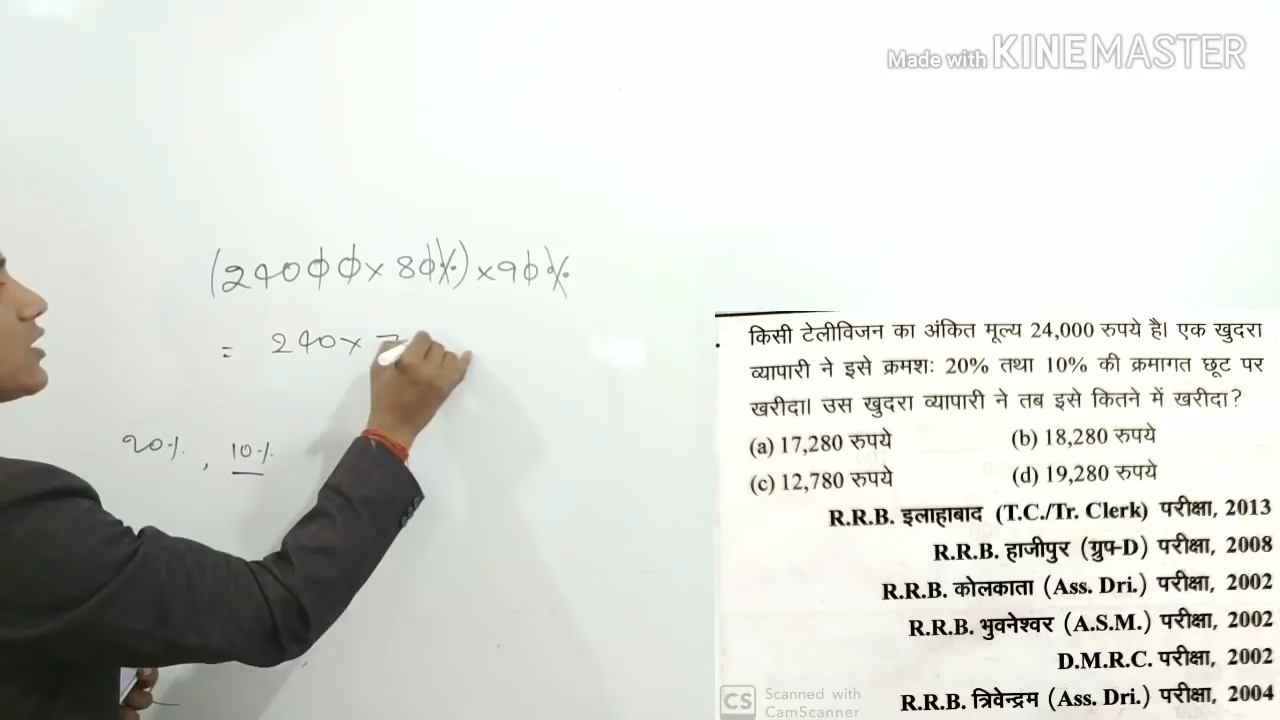 Made with KINEMASTER
(24000 × 80%) × 90%
= 240 × 7
20%, 10%
किसी टेलीविजन का अंकित मूल्य 24,000 रुपये है। एक खुदरा
व्यापारी ने इसे क्रमशः 20% तथा 10% की क्रमागत छूट पर
खरीदा। उस खुदरा व्यापारी ने तब इसे कितने में खरीदा?
(a) 17,280 रुपये (b) 18,280 रुपये
(c) 12,780 रुपये (d) 19,280 रुपये
R.R.B. इलाहाबाद (T.C./Tr. Clerk) परीक्षा, 2013
R.R.B. हाजीपुर (ग्रुप-D) परीक्षा, 2008
R.R.B. कोलकाता (Ass. Dri.) परीक्षा, 2002
R.R.B. भुवनेश्वर (A.S.M.) परीक्षा, 2002
D.M.R.C. परीक्षा, 2002
R.R.B. त्रिवेन्द्रम (Ass. Dri.) परीक्षा, 2004
CS Scanned with
CamScanner